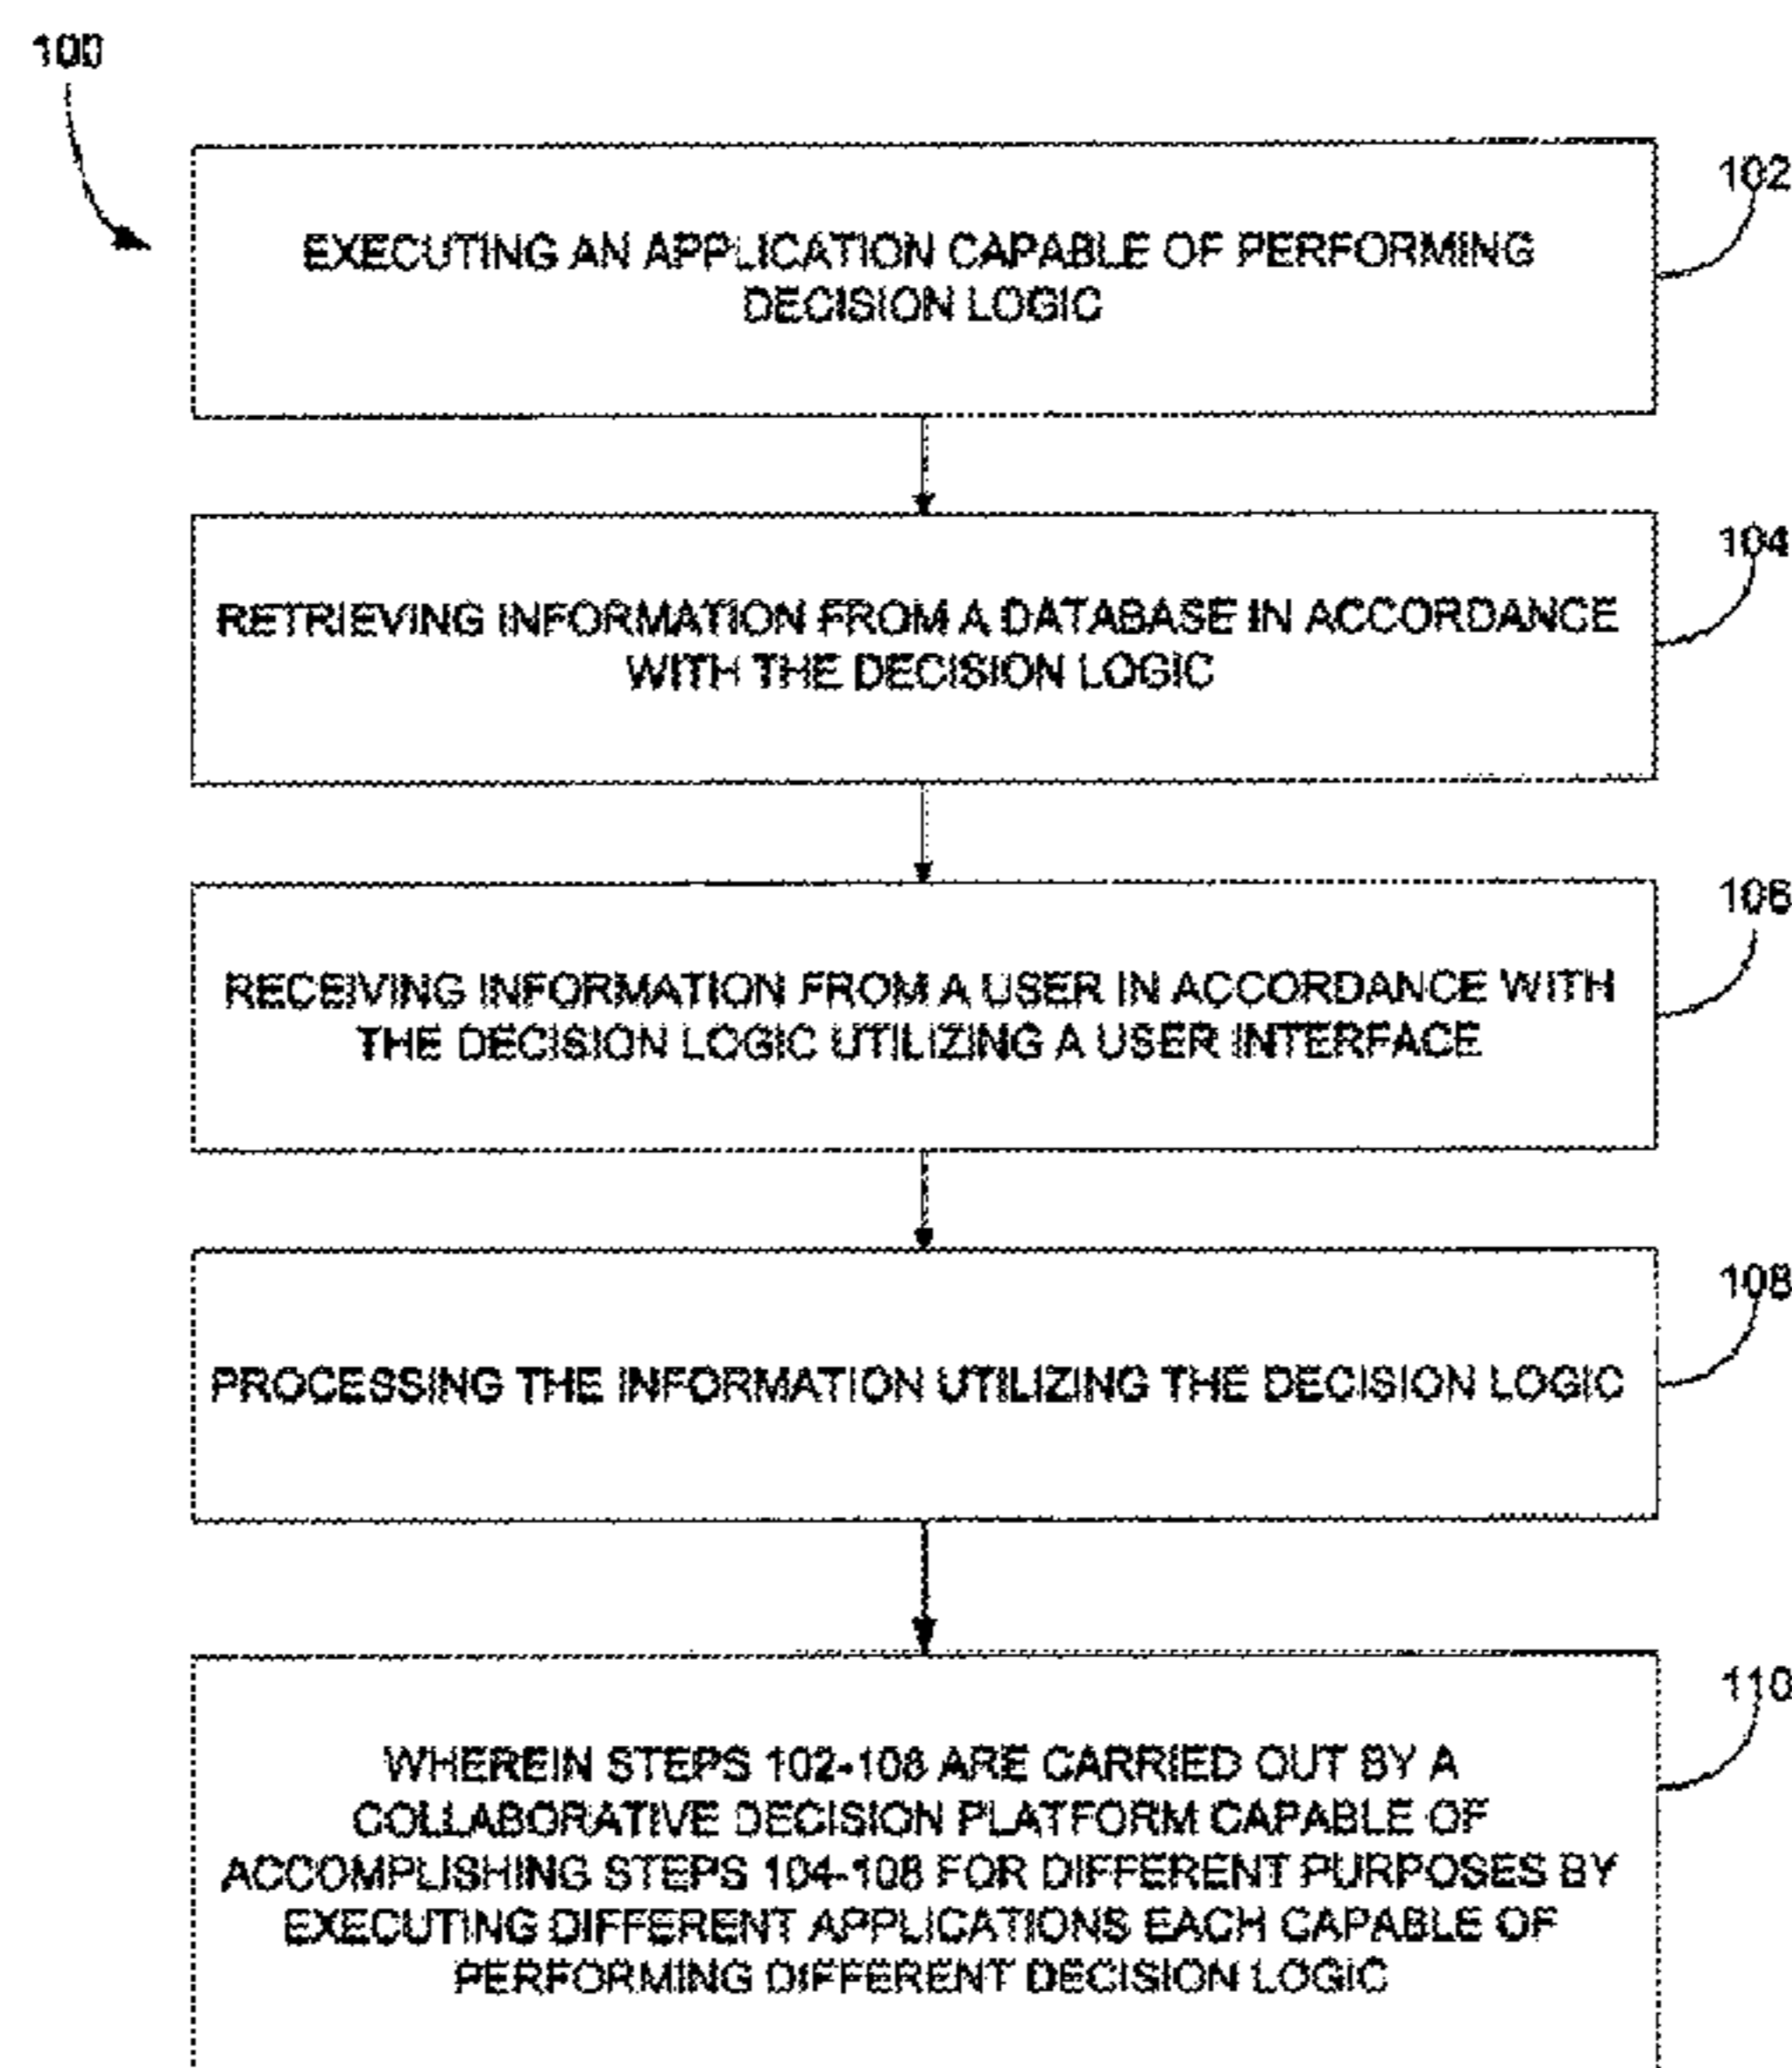 100
102
EXECUTING AN APPLICATION CAPABLE OF PERFORMING
DECISION LOGIC
104
RETRIEVING INFORMATION FROM A DATABASE IN ACCORDANCE
WITH THE DECISION LOGIC
106
RECEIVING INFORMATION FROM A USER IN ACCORDANCE WITH
THE DECISION LOGIC UTILIZING A USER INTERFACE
108
PROCESSING THE INFORMATION UTILIZING THE DECISION LOGIC
110
WHEREIN STEPS 102-108 ARE CARRIED OUT BY A
COLLABORATIVE DECISION PLATFORM CAPABLE OF
ACCOMPLISHING STEPS 104-108 FOR DIFFERENT PURPOSES BY
EXECUTING DIFFERENT APPLICATIONS EACH CAPABLE OF
PERFORMING DIFFERENT DECISION LOGIC